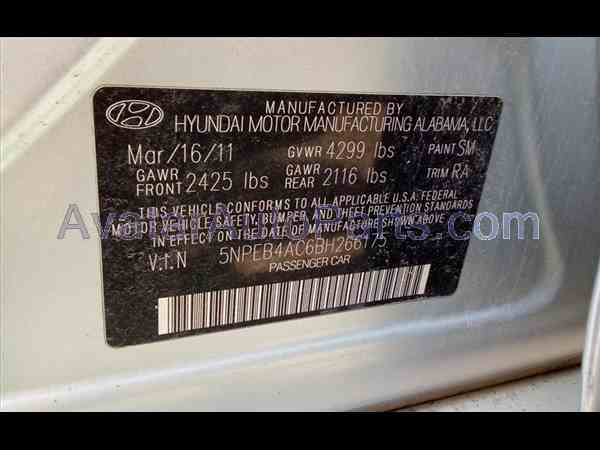 MANUFACTURED BY
HYUNDAI MOTOR MANUFACTURING ALABAMA, LLC
Mar/16/11 GVWR 4299 lbs PAINT SM
GAWR FRONT 2425 lbs GAWR REAR 2116 lbs TRIM RA
THIS VEHICLE CONFORMS TO ALL APPLICABLE U.S.A. FEDERAL
MOTOR VEHICLE SAFETY, BUMPER AND THEFT PREVENTION STANDARDS
IN EFFECT ON THE DATE OF MANUFACTURE SHOWN ABOVE.
V.I.N 5NPEB4AC6BH266175
PASSENGER CAR